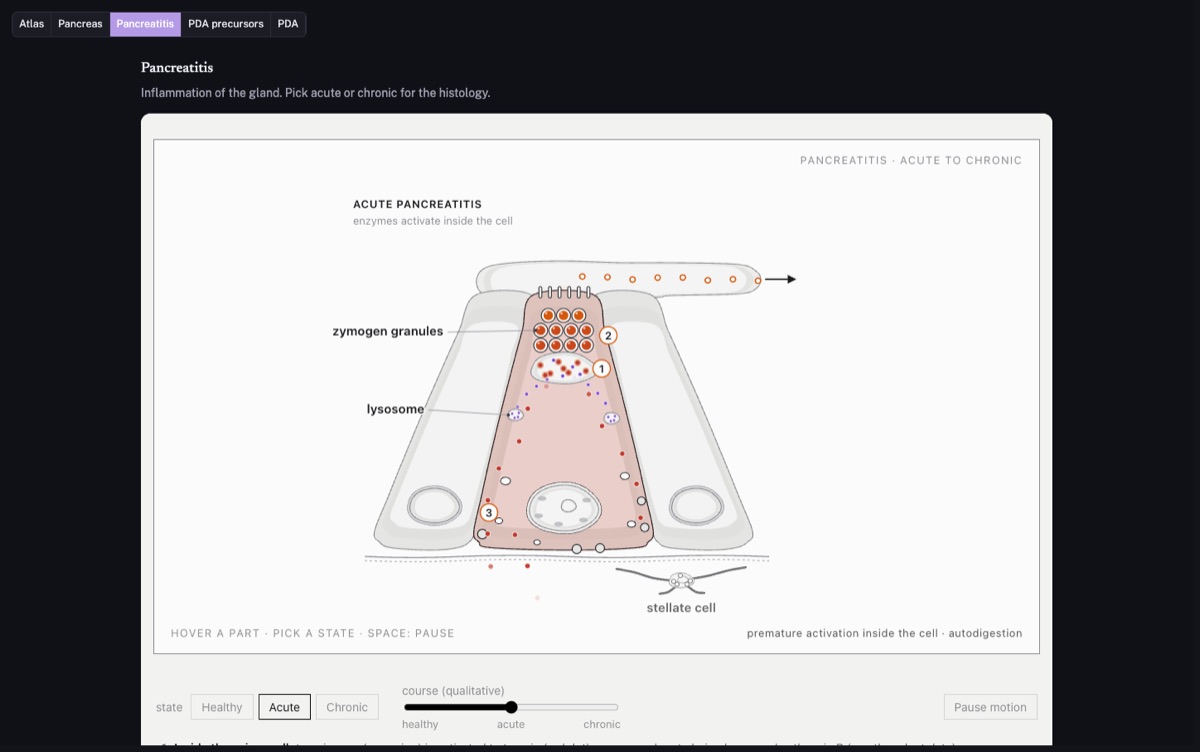 Atlas Pancreas Pancreatitis PDA precursors PDA
Pancreatitis
Inflammation of the gland. Pick acute or chronic for the histology.
PANCREATITIS · ACUTE TO CHRONIC
ACUTE PANCREATITIS
enzymes activate inside the cell
zymogen granules
2
1
lysosome
3
stellate cell
HOVER A PART · PICK A STATE · SPACE: PAUSE
premature activation inside the cell · autodigestion
course (qualitative)
state Healthy Acute Chronic
Pause motion
healthy acute chronic